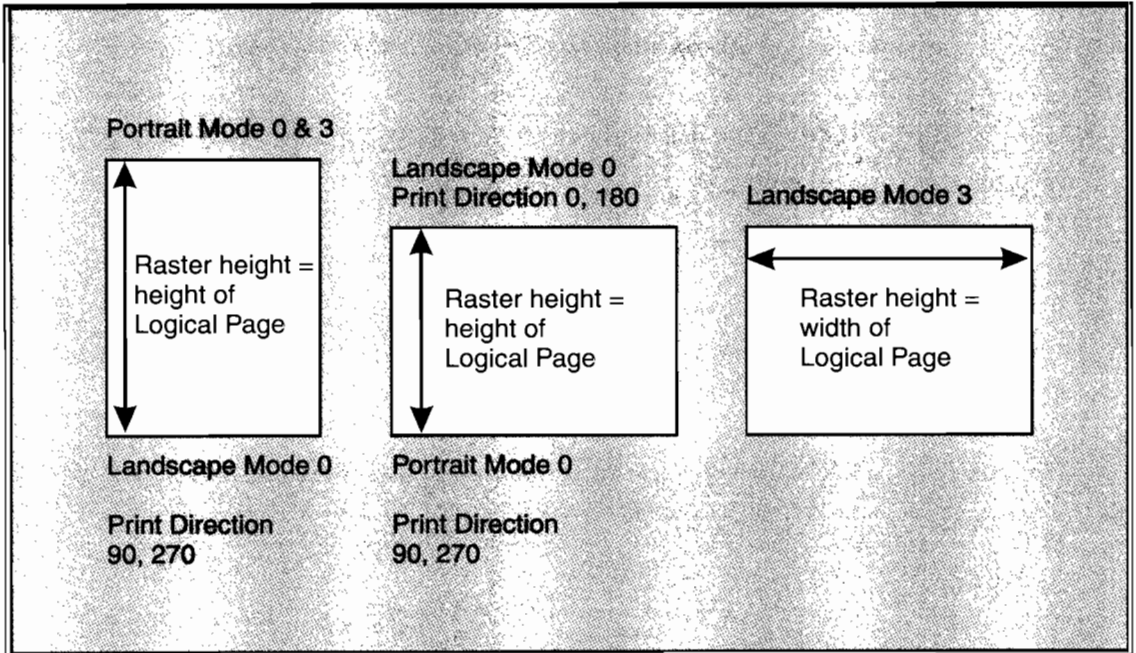 Portrait Mode 0 & 3
Raster height =
height of
Logical Page
Landscape Mode 0
Print Direction
90, 270
Landscape Mode 0
Print Direction 0, 180
Raster height =
height of
Logical Page
Portrait Mode 0
Print Direction
90, 270
Landscape Mode 3
Raster height =
width of
Logical Page